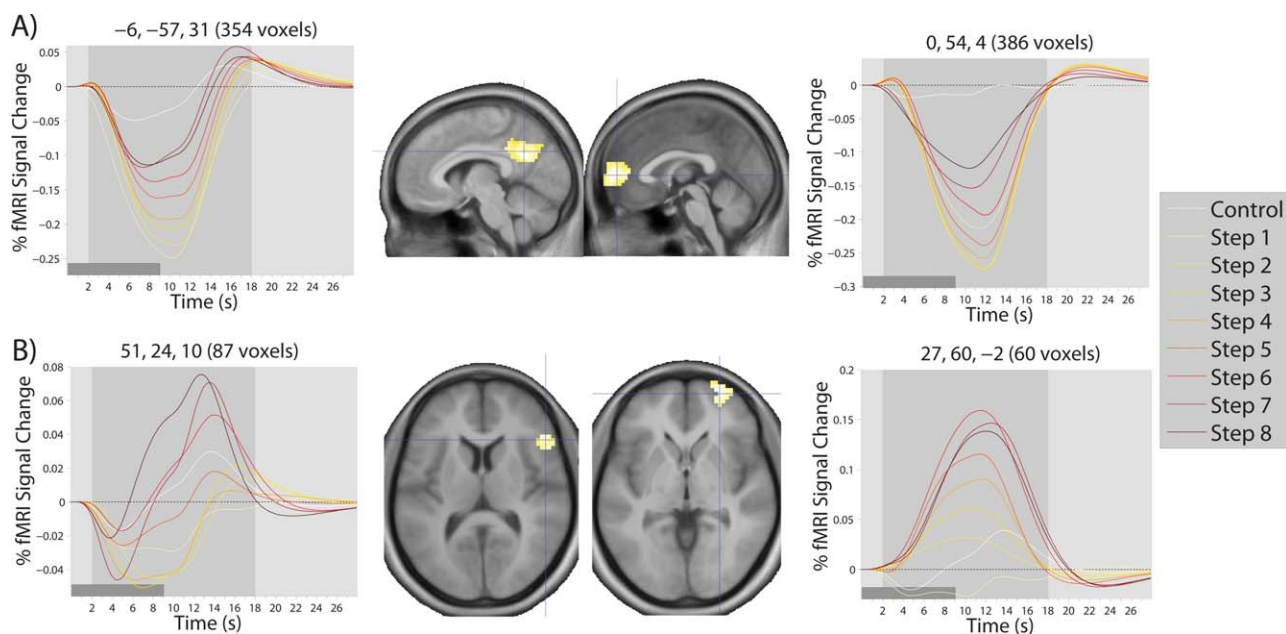 A)
−6, −57, 31 (354 voxels)
% fMRI Signal Change
0.05
0
−0.05
−0.1
−0.15
−0.2
−0.25
2 4 6 8 10 12 14 16 18 20 22 24 26
Time (s)
0, 54, 4 (386 voxels)
% fMRI Signal Change
0
−0.05
−0.1
−0.15
−0.2
−0.25
−0.3
2 4 6 8 10 12 14 16 18 20 22 24 26
Time (s)
Control
Step 1
Step 2
Step 3
Step 4
Step 5
Step 6
Step 7
Step 8
B)
51, 24, 10 (87 voxels)
% fMRI Signal Change
0.08
0.06
0.04
0.02
0
−0.02
−0.04
2 4 6 8 10 12 14 16 18 20 22 24 26
Time (s)
27, 60, −2 (60 voxels)
% fMRI Signal Change
0.2
0.15
0.1
0.05
0
2 4 6 8 10 12 14 16 18 20 22 24 26
Time (s)